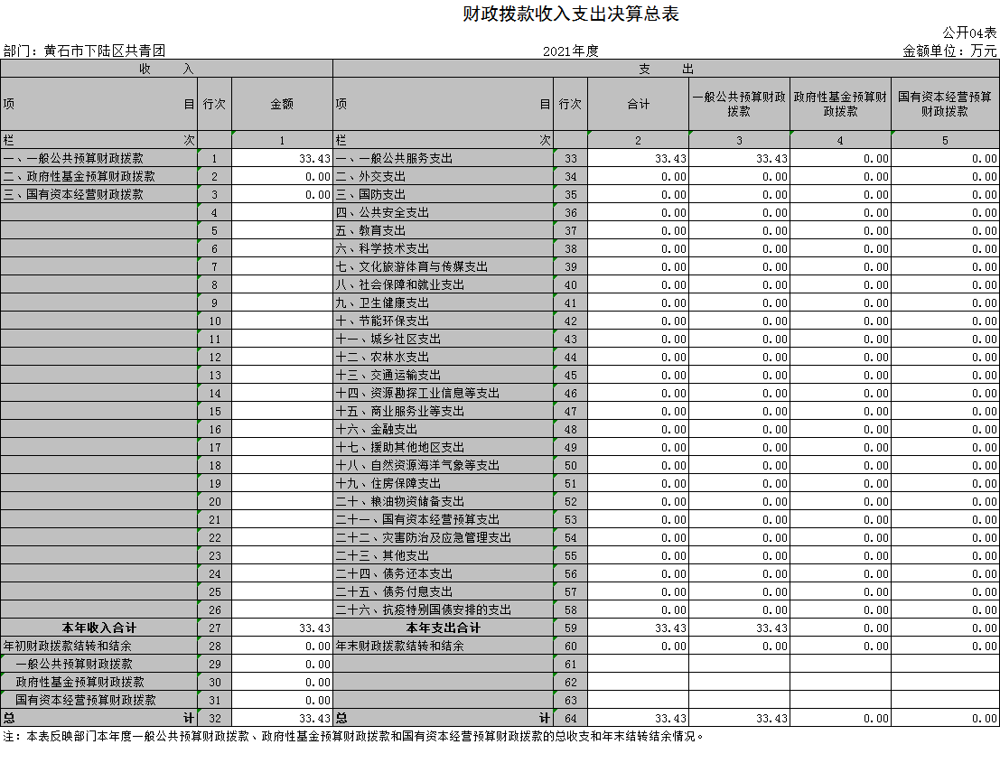 财政拨款收入支出决算总表
公开04表
部门：黄石市下陆区共青团 2021年度 金额单位：万元
收 入 支 出
项 目 行次 金额 项 目 行次 合计 一般公共预算财政拨款 政府性基金预算财政拨款 国有资本经营预算财政拨款
栏 次 1 栏 次 2 3 4 5
一、一般公共预算财政拨款 1 33.43 一、一般公共服务支出 33 33.43 33.43 0.00 0.00
二、政府性基金预算财政拨款 2 0.00 二、外交支出 34 0.00 0.00 0.00 0.00
三、国有资本经营财政拨款 3 0.00 三、国防支出 35 0.00 0.00 0.00 0.00
4 四、公共安全支出 36 0.00 0.00 0.00 0.00
5 五、教育支出 37 0.00 0.00 0.00 0.00
6 六、科学技术支出 38 0.00 0.00 0.00 0.00
7 七、文化旅游体育与传媒支出 39 0.00 0.00 0.00 0.00
8 八、社会保障和就业支出 40 0.00 0.00 0.00 0.00
9 九、卫生健康支出 41 0.00 0.00 0.00 0.00
10 十、节能环保支出 42 0.00 0.00 0.00 0.00
11 十一、城乡社区支出 43 0.00 0.00 0.00 0.00
12 十二、农林水支出 44 0.00 0.00 0.00 0.00
13 十三、交通运输支出 45 0.00 0.00 0.00 0.00
14 十四、资源勘探工业信息等支出 46 0.00 0.00 0.00 0.00
15 十五、商业服务业等支出 47 0.00 0.00 0.00 0.00
16 十六、金融支出 48 0.00 0.00 0.00 0.00
17 十七、援助其他地区支出 49 0.00 0.00 0.00 0.00
18 十八、自然资源海洋气象等支出 50 0.00 0.00 0.00 0.00
19 十九、住房保障支出 51 0.00 0.00 0.00 0.00
20 二十、粮油物资储备支出 52 0.00 0.00 0.00 0.00
21 二十一、国有资本经营预算支出 53 0.00 0.00 0.00 0.00
22 二十二、灾害防治及应急管理支出 54 0.00 0.00 0.00 0.00
23 二十三、其他支出 55 0.00 0.00 0.00 0.00
24 二十四、债务还本支出 56 0.00 0.00 0.00 0.00
25 二十五、债务付息支出 57 0.00 0.00 0.00 0.00
26 二十六、抗疫特别国债安排的支出 58 0.00 0.00 0.00 0.00
本年收入合计 27 33.43 本年支出合计 59 33.43 33.43 0.00 0.00
年初财政拨款结转和结余 28 0.00 年末财政拨款结转和结余 60 0.00 0.00 0.00 0.00
一般公共预算财政拨款 29 0.00 61
政府性基金预算财政拨款 30 0.00 62
国有资本经营预算财政拨款 31 0.00 63
总 计 32 33.43 总 计 64 33.43 33.43 0.00 0.00
注：本表反映部门本年度一般公共预算财政拨款、政府性基金预算财政拨款和国有资本经营预算财政拨款的总收支和年末结转结余情况。